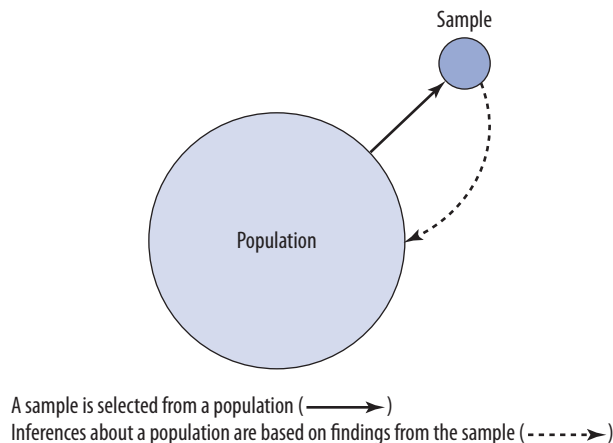 Sample
Population
A sample is selected from a population ( )
Inferences about a population are based on findings from the sample ( )